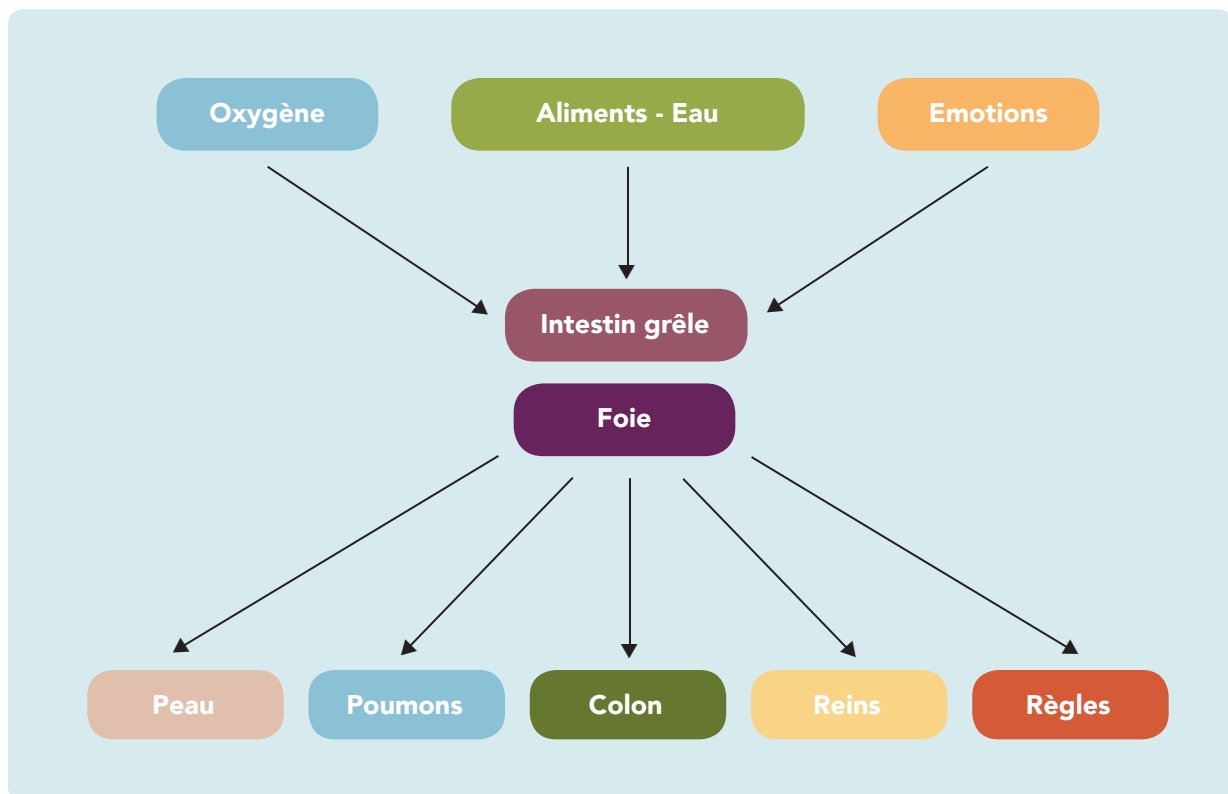 Oxygène
Aliments - Eau
Emotions
Intestin grêle
Foie
Peau
Poumons
Colon
Reins
Règles